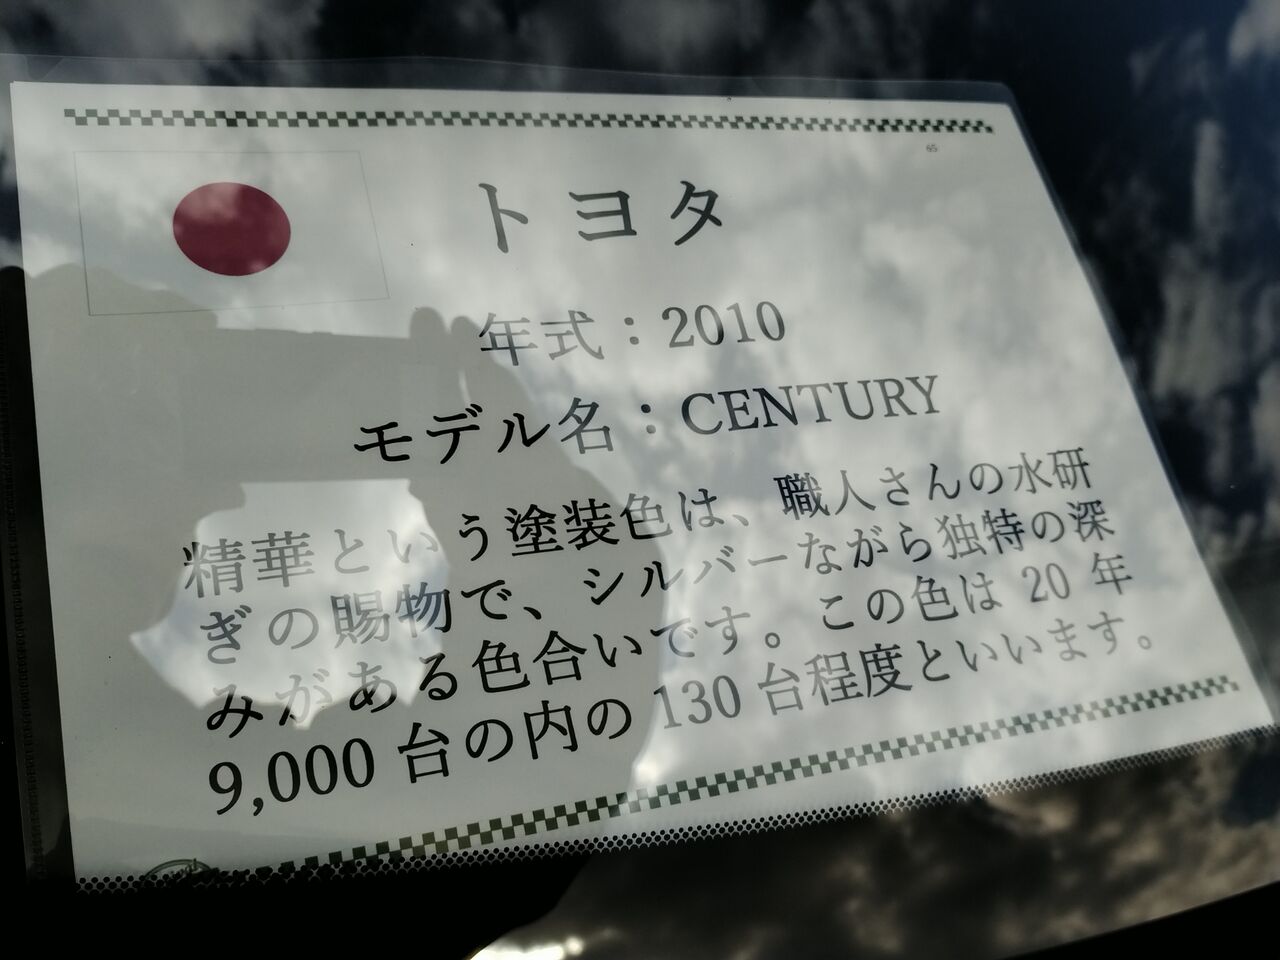 65
トヨタ
年式：2010
モデル名：CENTURY
精華という塗装色は、職人さんの水研
ぎの賜物で、シルバーながら独特の深
みがある色合いです。この色は 20 年
9,000 台の内の 130 台程度といいます。